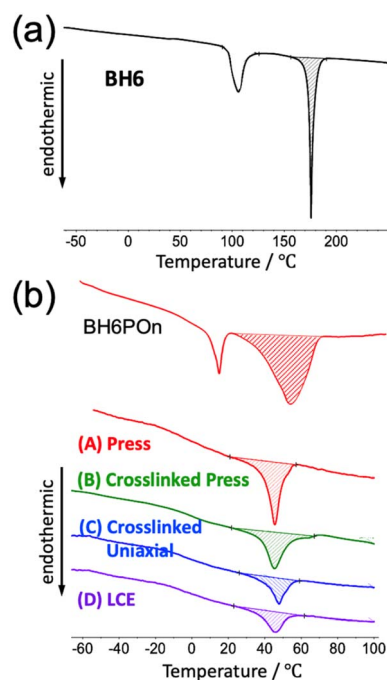 (a)
BH6
endothermic
-50 0 50 100 150 200
Temperature / ℃
(b)
BH6POn
(A) Press
(B) Crosslinked Press
(C) Crosslinked
Uniaxial
(D) LCE
endothermic
-60 -40 -20 0 20 40 60 80 100
Temperature / ℃